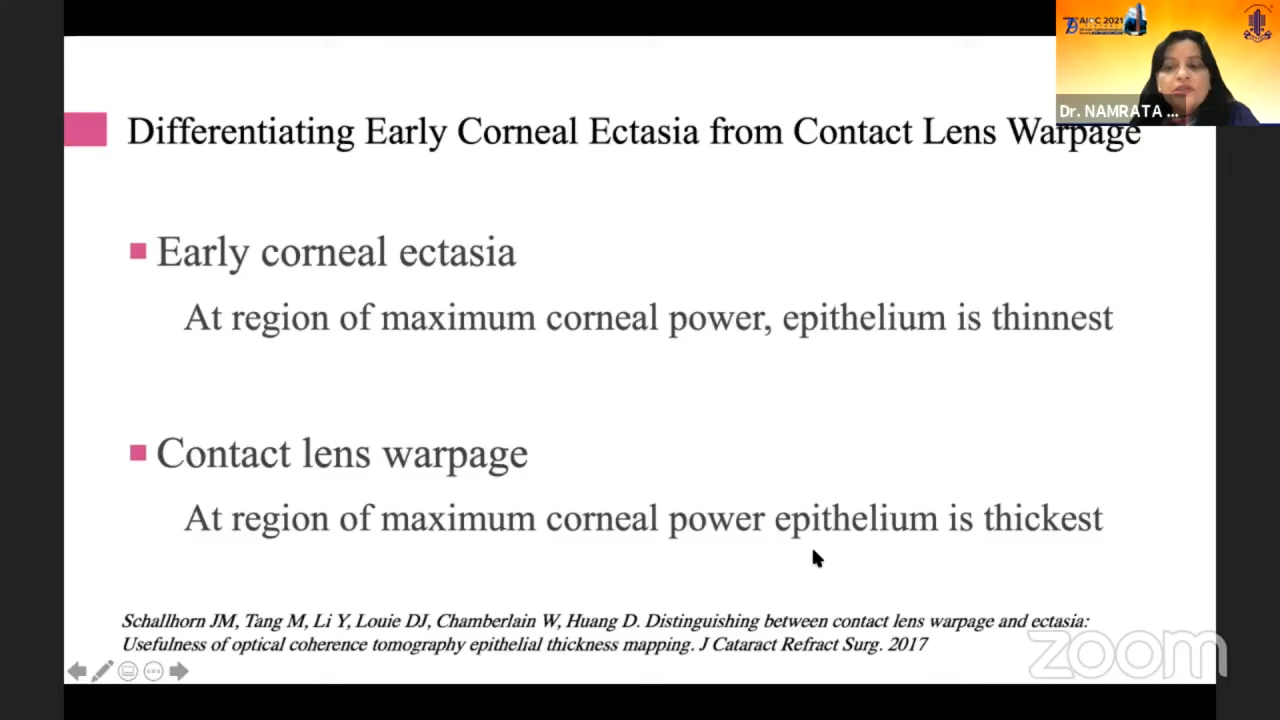 AIOC 2021
Dr. NAMRATA ...
Differentiating Early Corneal Ectasia from Contact Lens Warpage
Early corneal ectasia
At region of maximum corneal power, epithelium is thinnest
Contact lens warpage
At region of maximum corneal power epithelium is thickest
Schallhorn JM, Tang M, Li Y, Louie DJ, Chamberlain W, Huang D. Distinguishing between contact lens warpage and ectasia:
Usefulness of optical coherence tomography epithelial thickness mapping. J Cataract Refract Surg. 2017
zoom